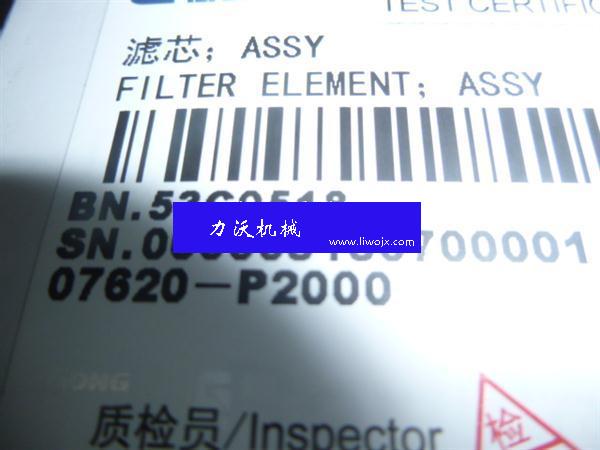 TEST CERTIFIC
滤芯；ASSY
FILTER ELEMENT；ASSY
BN.53C0518
力沃机械
www.liwojx.com
07620-P2000
质检员/Inspector
检